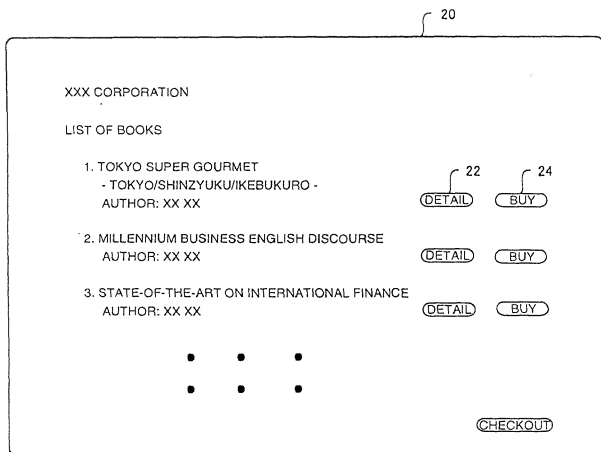 20
XXX CORPORATION
LIST OF BOOKS
1. TOKYO SUPER GOURMET
- TOKYO/SHINZYUKU/IKEBUKURO -
AUTHOR: XX XX
22
24
DETAIL
BUY
2. MILLENNIUM BUSINESS ENGLISH DISCOURSE
AUTHOR: XX XX
DETAIL
BUY
3. STATE-OF-THE-ART ON INTERNATIONAL FINANCE
AUTHOR: XX XX
DETAIL
BUY
CHECKOUT